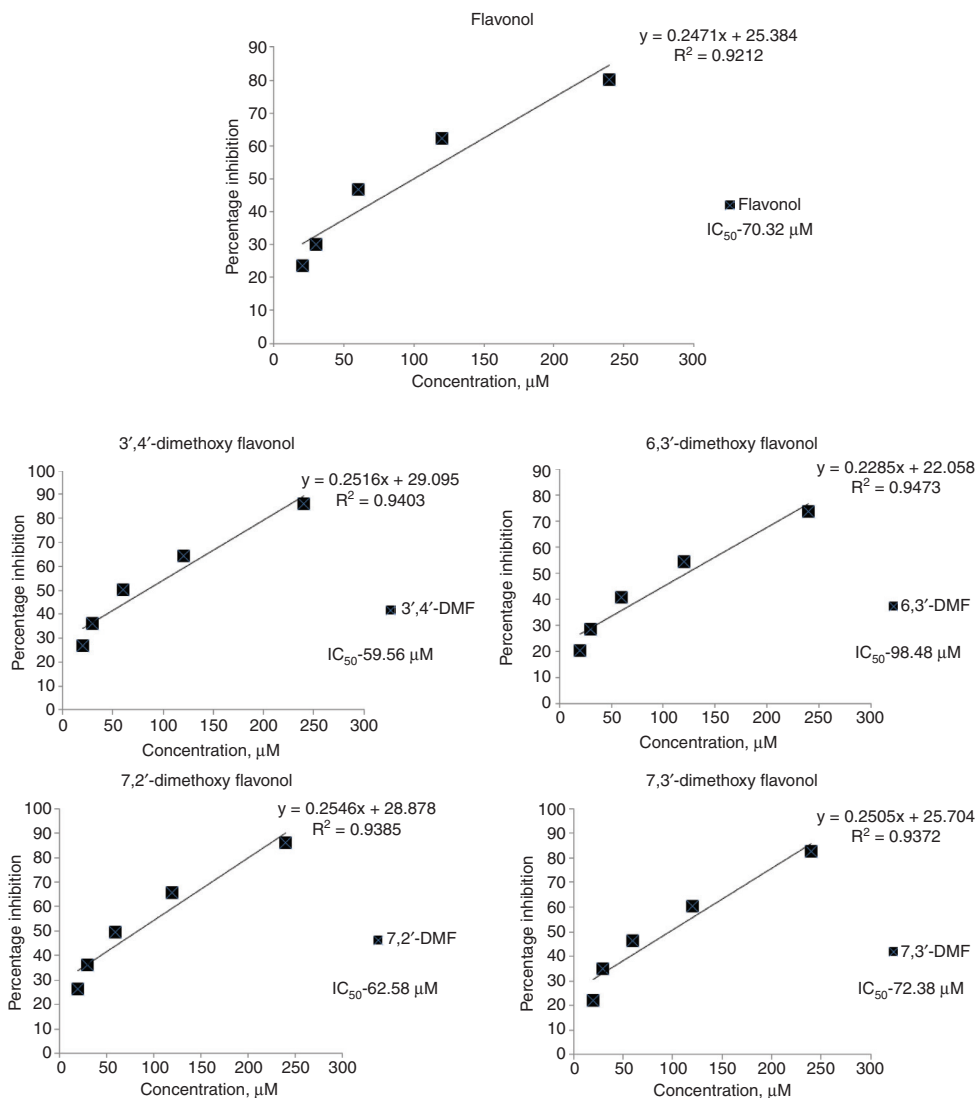 Flavonol
y = 0.2471x + 25.384
R² = 0.9212
90
80
70
60
50
40
30
20
10
0
Percentage inhibition
0 50 100 150 200 250 300
Concentration, μM
Flavonol
IC₅₀-70.32 μM
3′,4′-dimethoxy flavonol
y = 0.2516x + 29.095
R² = 0.9403
100
90
80
70
60
50
40
30
20
10
0
Percentage inhibition
0 50 100 150 200 250 300
Concentration, μM
3′,4′-DMF
IC₅₀-59.56 μM
6,3′-dimethoxy flavonol
y = 0.2285x + 22.058
R² = 0.9473
90
80
70
60
50
40
30
20
10
0
Percentage inhibition
0 50 100 150 200 250 300
Concentration, μM
6,3′-DMF
IC₅₀-98.48 μM
7,2′-dimethoxy flavonol
y = 0.2546x + 28.878
R² = 0.9385
100
90
80
70
60
50
40
30
20
10
0
Percentage inhibition
0 50 100 150 200 250 300
Concentration, μM
7,2′-DMF
IC₅₀-62.58 μM
7,3′-dimethoxy flavonol
y = 0.2505x + 25.704
R² = 0.9372
100
90
80
70
60
50
40
30
20
10
0
Percentage inhibition
0 50 100 150 200 250 300
Concentration, μM
7,3′-DMF
IC₅₀-72.38 μM